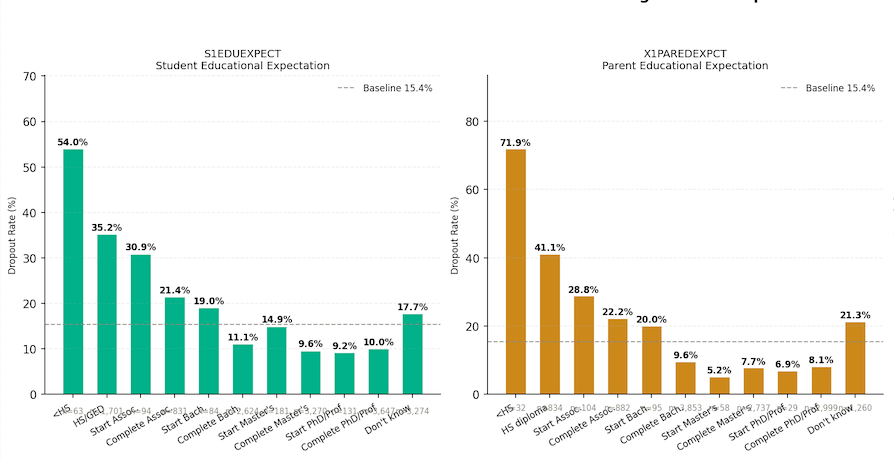 S1EDUEXPECT
Student Educational Expectation
Baseline 15.4%
Dropout Rate (%)
70
60
50
40
30
20
10
0
54.0%
35.2%
30.9%
21.4%
19.0%
11.1%
14.9%
9.6%
9.2%
10.0%
17.7%
<HS
HS/GED
Start Assoc
Complete Assoc
Start Bach
Complete Bach
Start Master's
Complete Master's
Start PhD/Prof
Complete PhD/Prof
Don't know
X1PAREDEXPCT
Parent Educational Expectation
Baseline 15.4%
Dropout Rate (%)
80
60
40
20
0
71.9%
41.1%
28.8%
22.2%
20.0%
9.6%
5.2%
7.7%
6.9%
8.1%
21.3%
<HS
HS diploma
Start Assoc
Complete Assoc
Start Bach
Complete Bach
Start Master's
Complete Master's
Start PhD/Prof
Complete PhD/Prof
Don't know